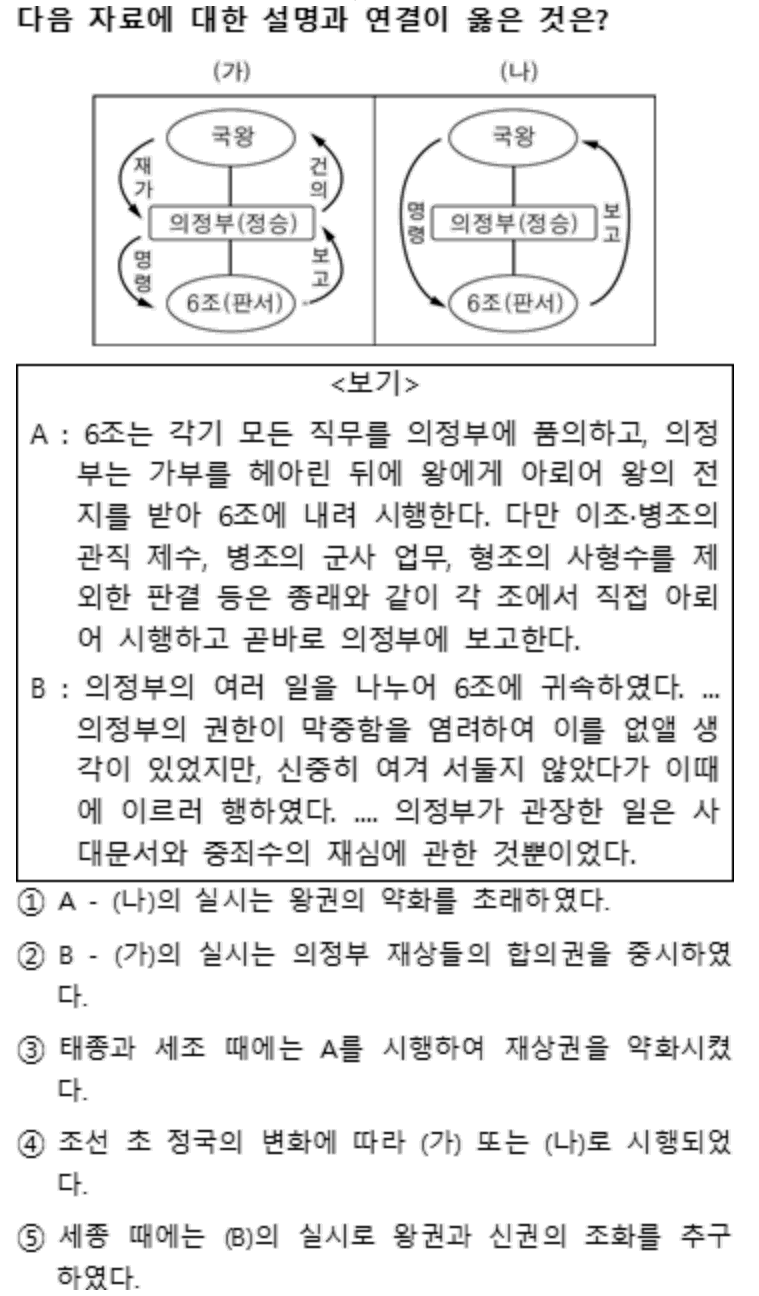 다음 자료에 대한 설명과 연결이 옳은 것은?
(가) (나)
국왕 국왕
재가 건의
의정부(정승) 명령 의정부(정승) 보고
명령 보고
6조(판서) 6조(판서)
<보기>
A : 6조는 각기 모든 직무를 의정부에 품의하고, 의정
부는 가부를 헤아린 뒤에 왕에게 아뢰어 왕의 전
지를 받아 6조에 내려 시행한다. 다만 이조·병조의
관직 제수, 병조의 군사 업무, 형조의 사형수를 제
외한 판결 등은 종래와 같이 각 조에서 직접 아뢰
어 시행하고 곧바로 의정부에 보고한다.
B : 의정부의 여러 일을 나누어 6조에 귀속하였다. ...
의정부의 권한이 막중함을 염려하여 이를 없앨 생
각이 있었지만, 신중히 여겨 서둘지 않았다가 이때
에 이르러 행하였다. .... 의정부가 관장한 일은 사
대문서와 중죄수의 재심에 관한 것뿐이었다.
① A - (나)의 실시는 왕권의 약화를 초래하였다.
② B - (가)의 실시는 의정부 재상들의 합의권을 중시하였
다.
③ 태종과 세조 때에는 A를 시행하여 재상권을 약화시켰
다.
④ 조선 초 정국의 변화에 따라 (가) 또는 (나)로 시행되었
다.
⑤ 세종 때에는 (B)의 실시로 왕권과 신권의 조화를 추구
하였다.